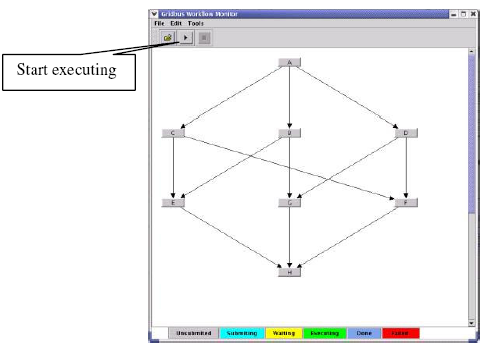 Gridbus Workflow Monitor
File Edit Tools
Start executing
A
C B D
E G F
H
Unsubmitted Submitting Waiting Executing Done Failed